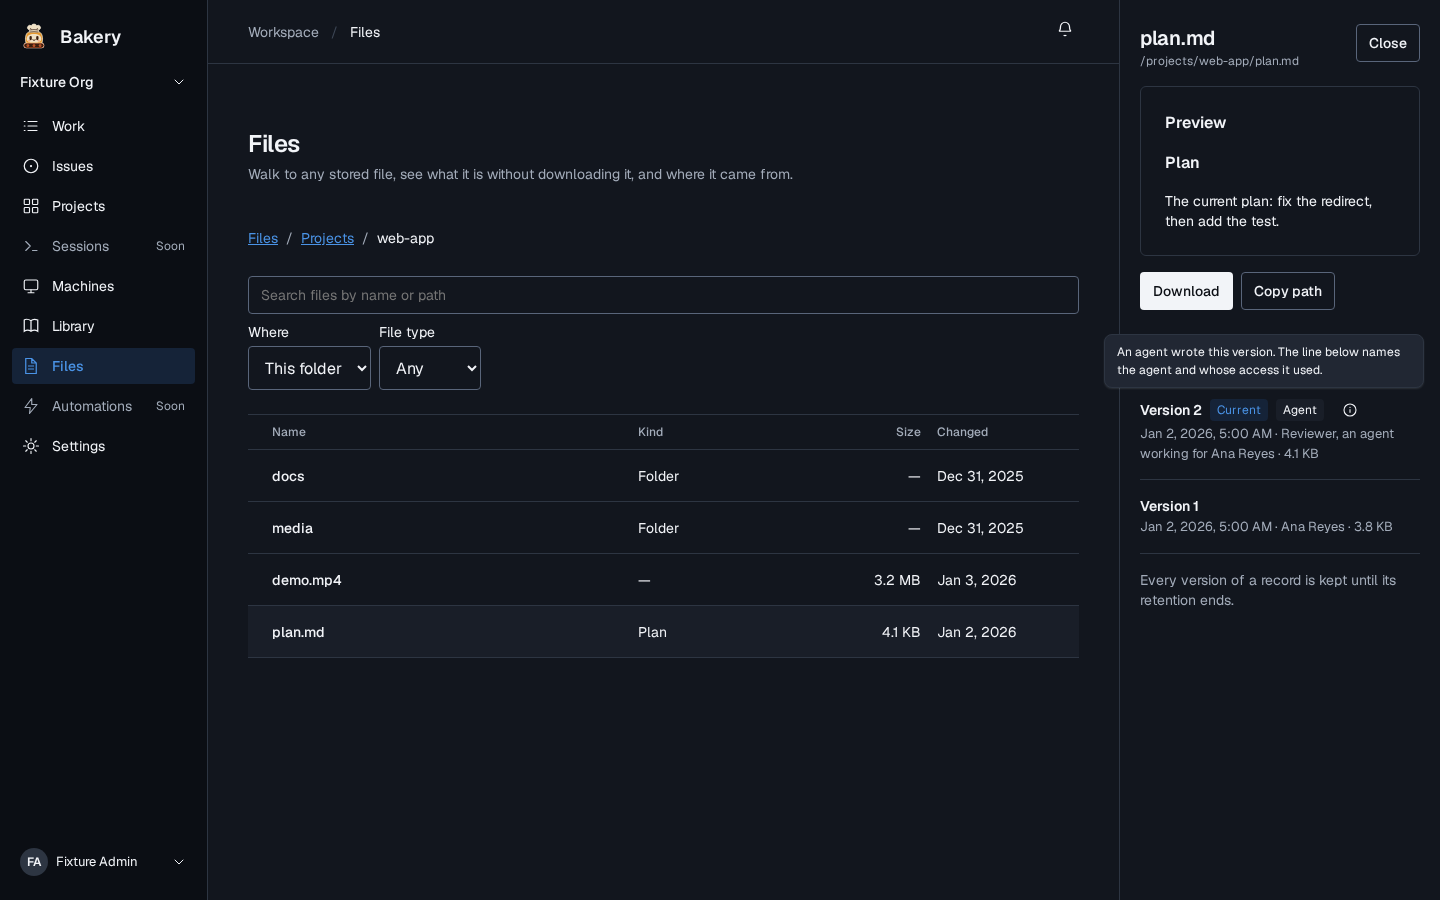 Bakery
Fixture Org
Work
Issues
Projects
Sessions Soon
Machines
Library
Files
Automations Soon
Settings
FA Fixture Admin
Workspace / Files
Files
Walk to any stored file, see what it is without downloading it, and where it came from.
Files / Projects / web-app
Search files by name or path
Where File type
This folder Any
Name Kind Size Changed
docs Folder — Dec 31, 2025
media Folder — Dec 31, 2025
demo.mp4 — 3.2 MB Jan 3, 2026
plan.md Plan 4.1 KB Jan 2, 2026
plan.md
/projects/web-app/plan.md
Close
Preview
Plan
The current plan: fix the redirect,
then add the test.
Download Copy path
An agent wrote this version. The line below names
the agent and whose access it used.
Version 2 Current Agent
Jan 2, 2026, 5:00 AM · Reviewer, an agent
working for Ana Reyes · 4.1 KB
Version 1
Jan 2, 2026, 5:00 AM · Ana Reyes · 3.8 KB
Every version of a record is kept until its
retention ends.